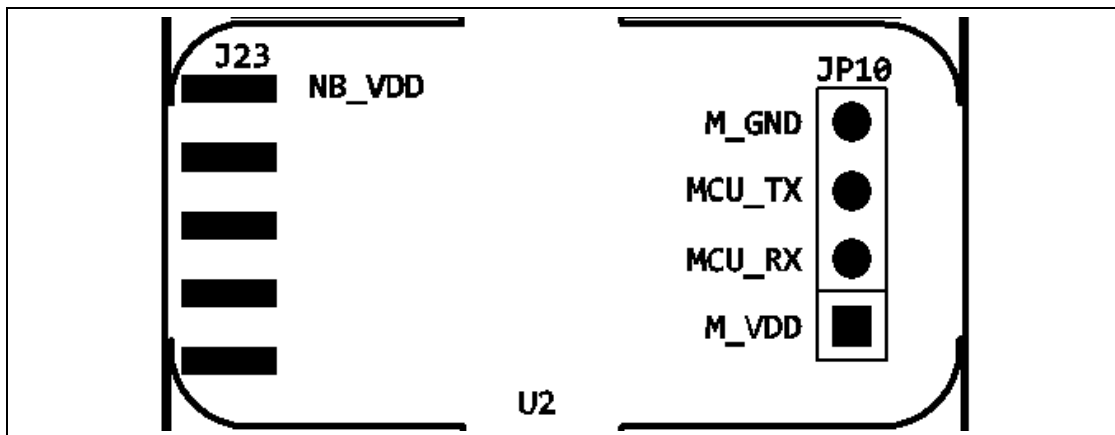 J23
NB_VDD
JP10
M_GND
MCU_TX
MCU_RX
M_VDD
U2